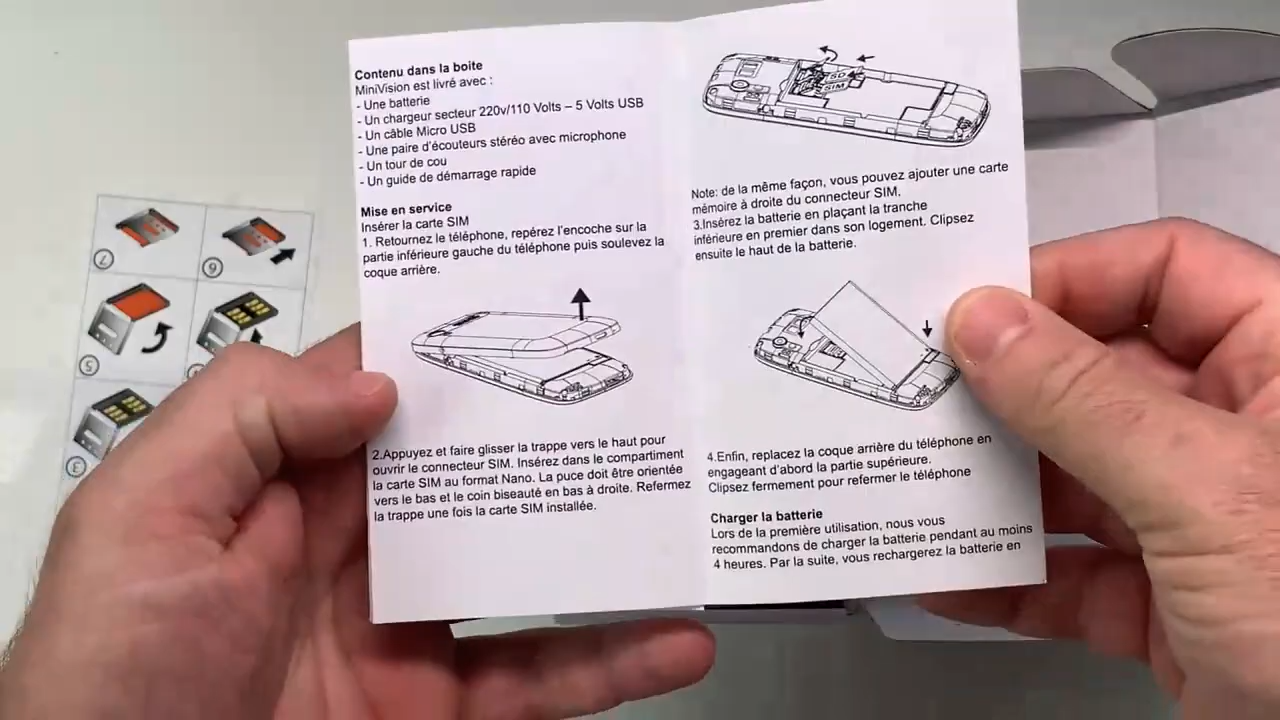 Contenu dans la boite
MiniVision est livré avec :
- Une batterie
- Un chargeur secteur 220v/110 Volts – 5 Volts USB
- Un câble Micro USB
- Une paire d'écouteurs stéréo avec microphone
- Un tour de cou
- Un guide de démarrage rapide
Mise en service
Insérer la carte SIM
1. Retournez le téléphone, repérez l'encoche sur la
partie inférieure gauche du téléphone puis soulevez la
coque arrière.
2.Appuyez et faire glisser la trappe vers le haut pour
ouvrir le connecteur SIM. Insérez dans le compartiment
la carte SIM au format Nano. La puce doit être orientée
vers le bas et le coin biseauté en bas à droite. Refermez
la trappe une fois la carte SIM installée.
SD
SIM
Note: de la même façon, vous pouvez ajouter une carte
mémoire à droite du connecteur SIM.
3.Insérez la batterie en plaçant la tranche
inférieure en premier dans son logement. Clipsez
ensuite le haut de la batterie.
4.Enfin, replacez la coque arrière du téléphone en
engageant d'abord la partie supérieure.
Clipsez fermement pour refermer le téléphone
Charger la batterie
Lors de la première utilisation, nous vous
recommandons de charger la batterie pendant au moins
4 heures. Par la suite, vous rechargerez la batterie en
7
6
5
3